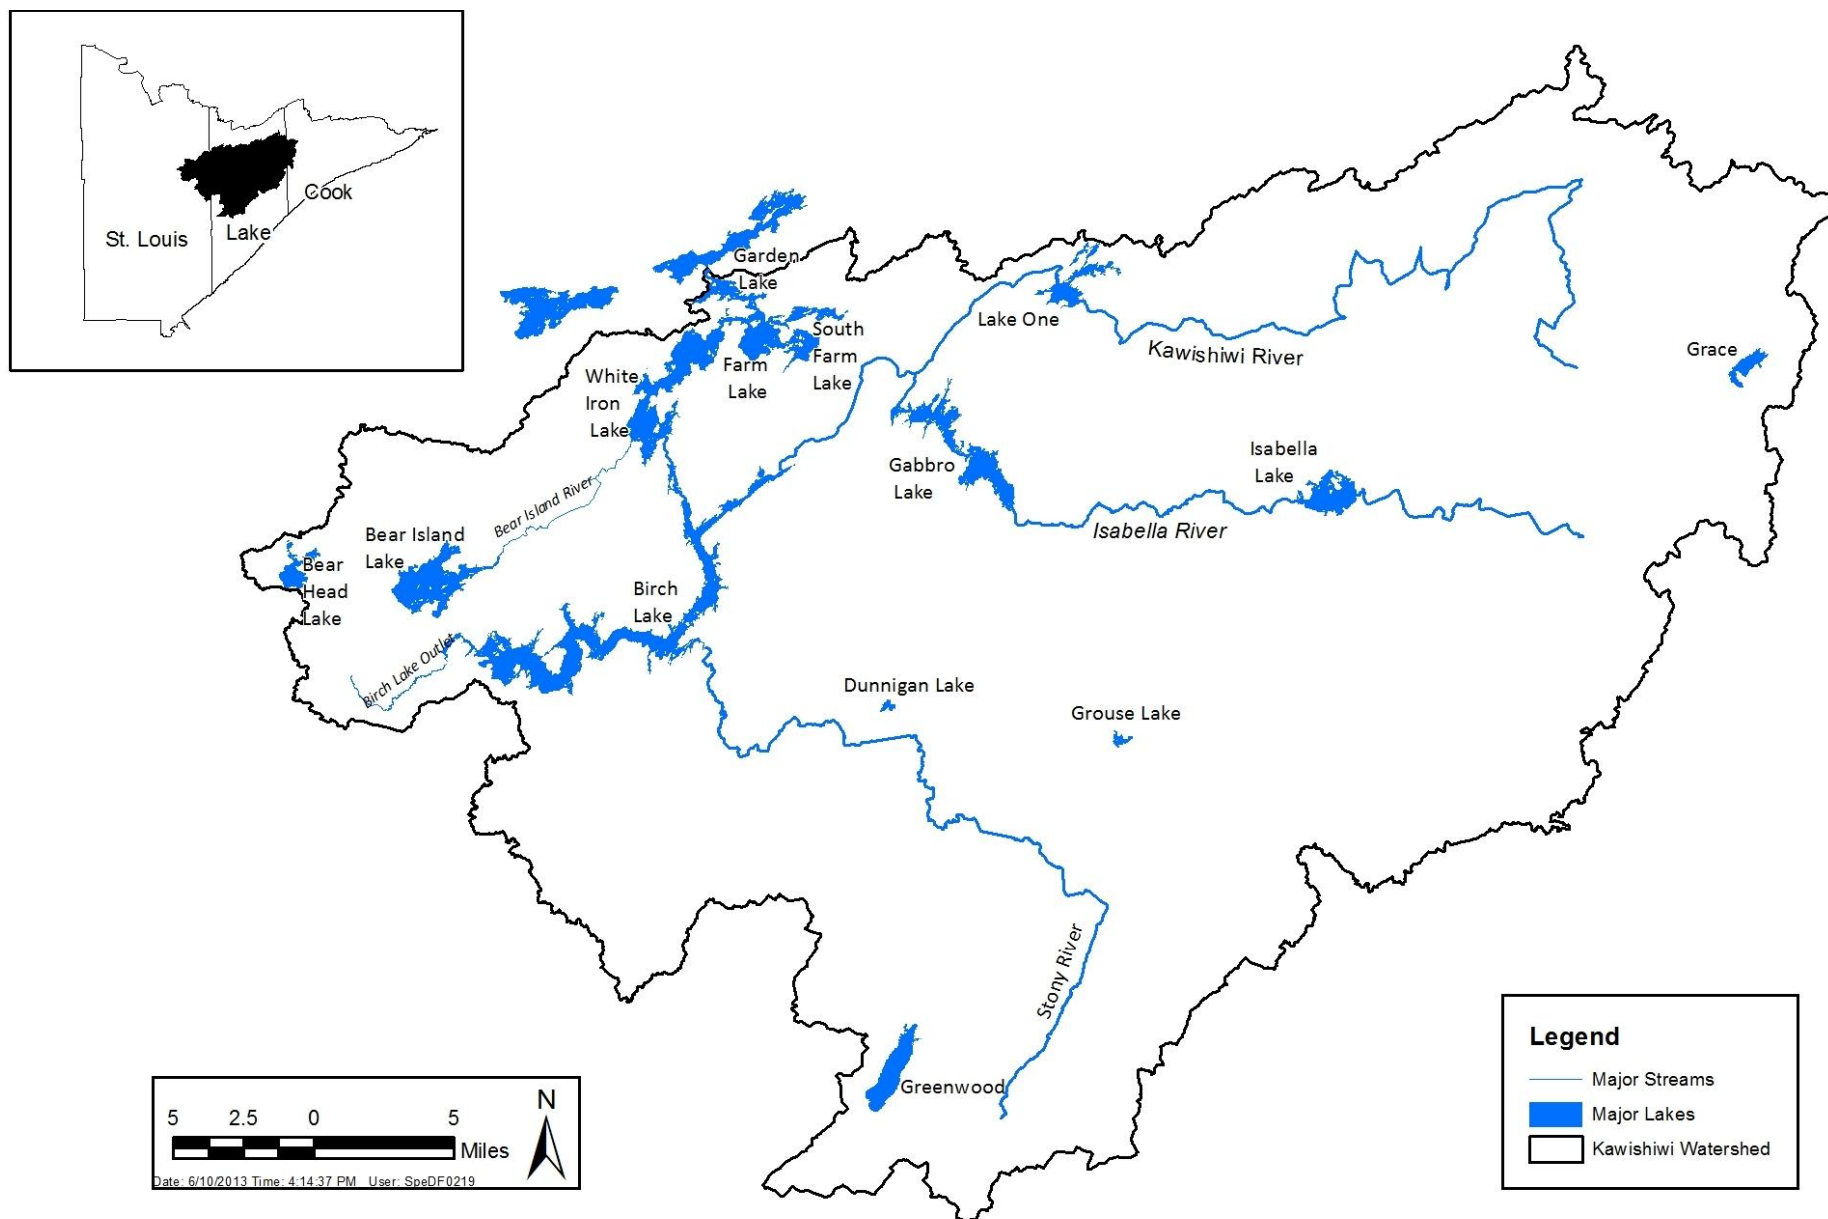 St. Louis
Lake
Cook
Garden
Lake
South
Farm
Lake
Farm
Lake
White
Iron
Lake
Lake One
Kawishiwi River
Grace
Gabbro
Lake
Isabella
Lake
Isabella River
Bear Island River
Bear Island
Lake
Bear
Head
Lake
Birch
Lake
Birch Lake Outlet
Dunnigan Lake
Grouse Lake
Stony River
Greenwood
5 2.5 0 5
Miles
N
Date: 6/10/2013 Time: 4:14:37 PM User: SpeDF0219
Legend
Major Streams
Major Lakes
Kawishiwi Watershed